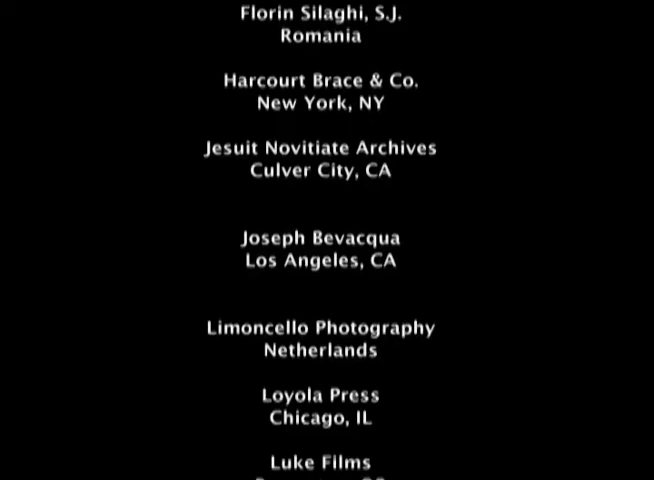 Florin Silaghi, S.J.
Romania
Harcourt Brace & Co.
New York, NY
Jesuit Novitiate Archives
Culver City, CA
Joseph Bevacqua
Los Angeles, CA
Limoncello Photography
Netherlands
Loyola Press
Chicago, IL
Luke Films